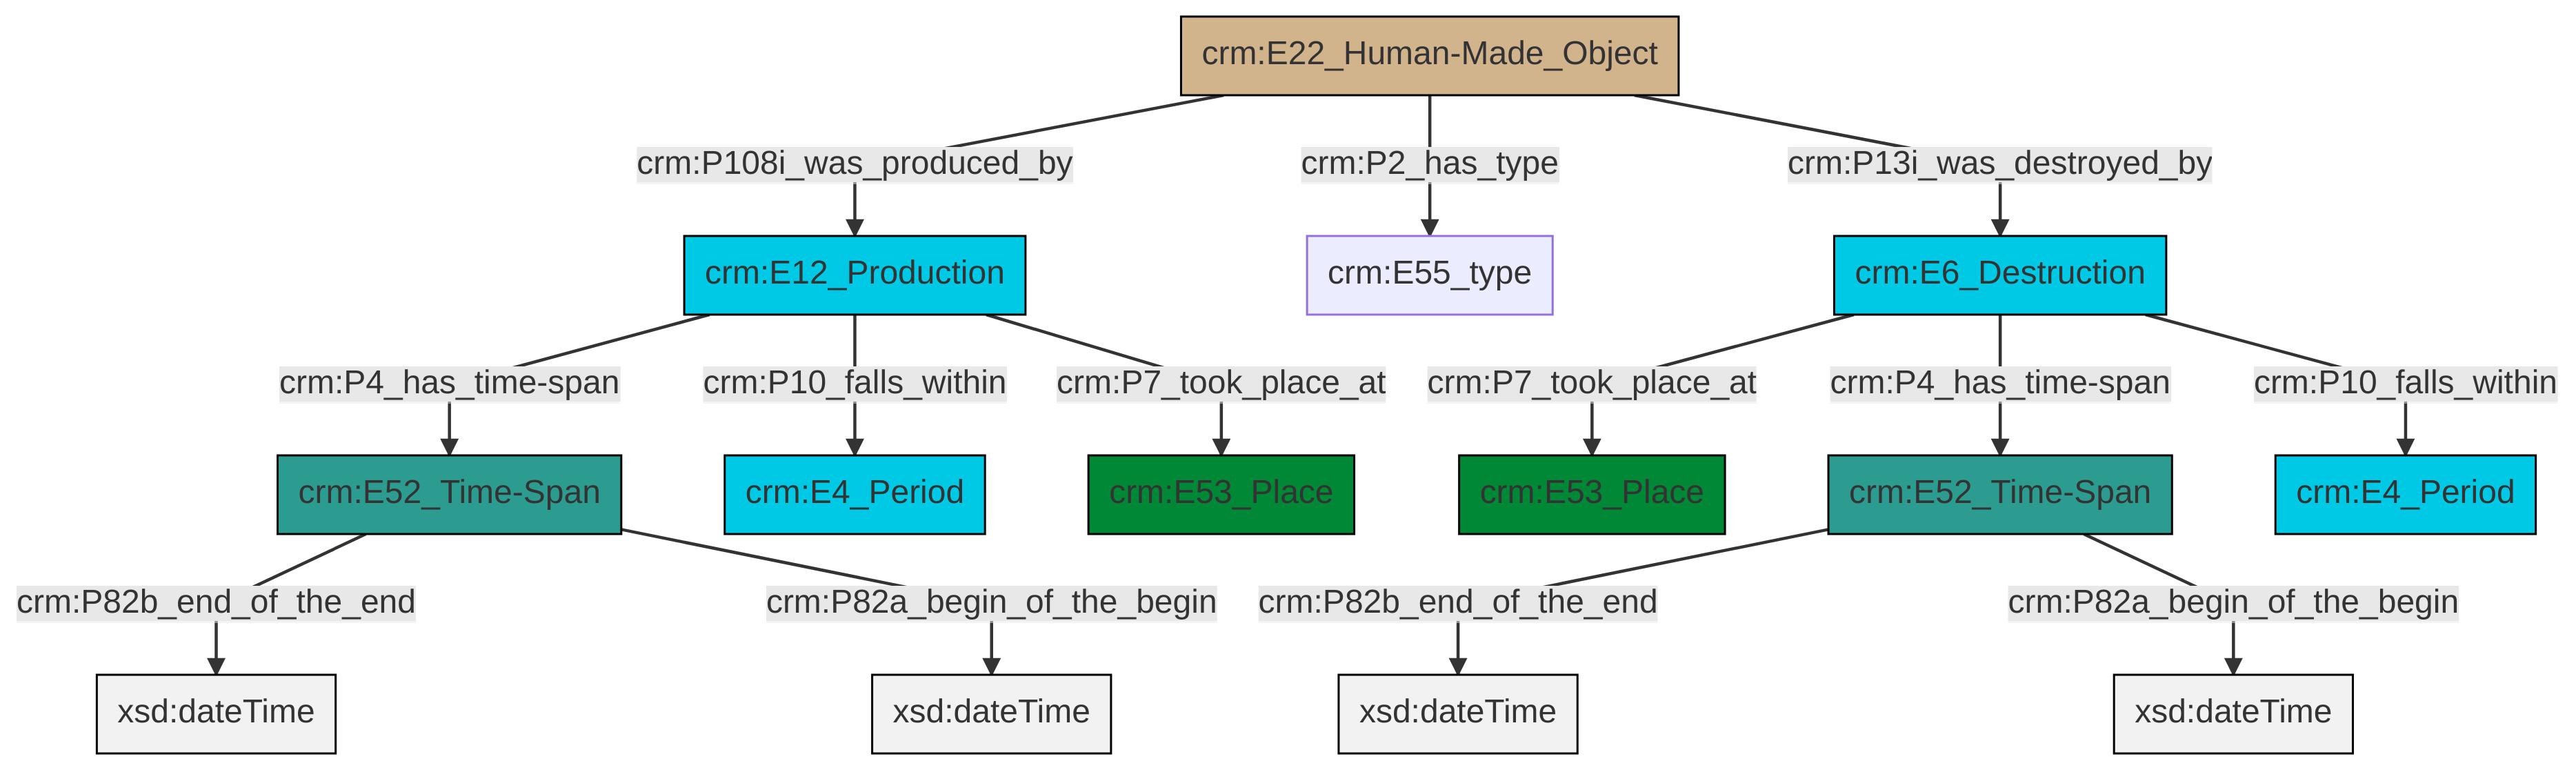 crm:E22_Human-Made_Object
crm:P108i_was_produced_by
crm:P2_has_type
crm:P13i_was_destroyed_by
crm:E12_Production
crm:E55_type
crm:E6_Destruction
crm:P4_has_time-span
crm:P10_falls_within
crm:P7_took_place_at
crm:P7_took_place_at
crm:P4_has_time-span
crm:P10_falls_within
crm:E52_Time-Span
crm:E4_Period
crm:E53_Place
crm:E53_Place
crm:E52_Time-Span
crm:E4_Period
crm:P82b_end_of_the_end
crm:P82a_begin_of_the_begin
crm:P82b_end_of_the_end
crm:P82a_begin_of_the_begin
xsd:dateTime
xsd:dateTime
xsd:dateTime
xsd:dateTime